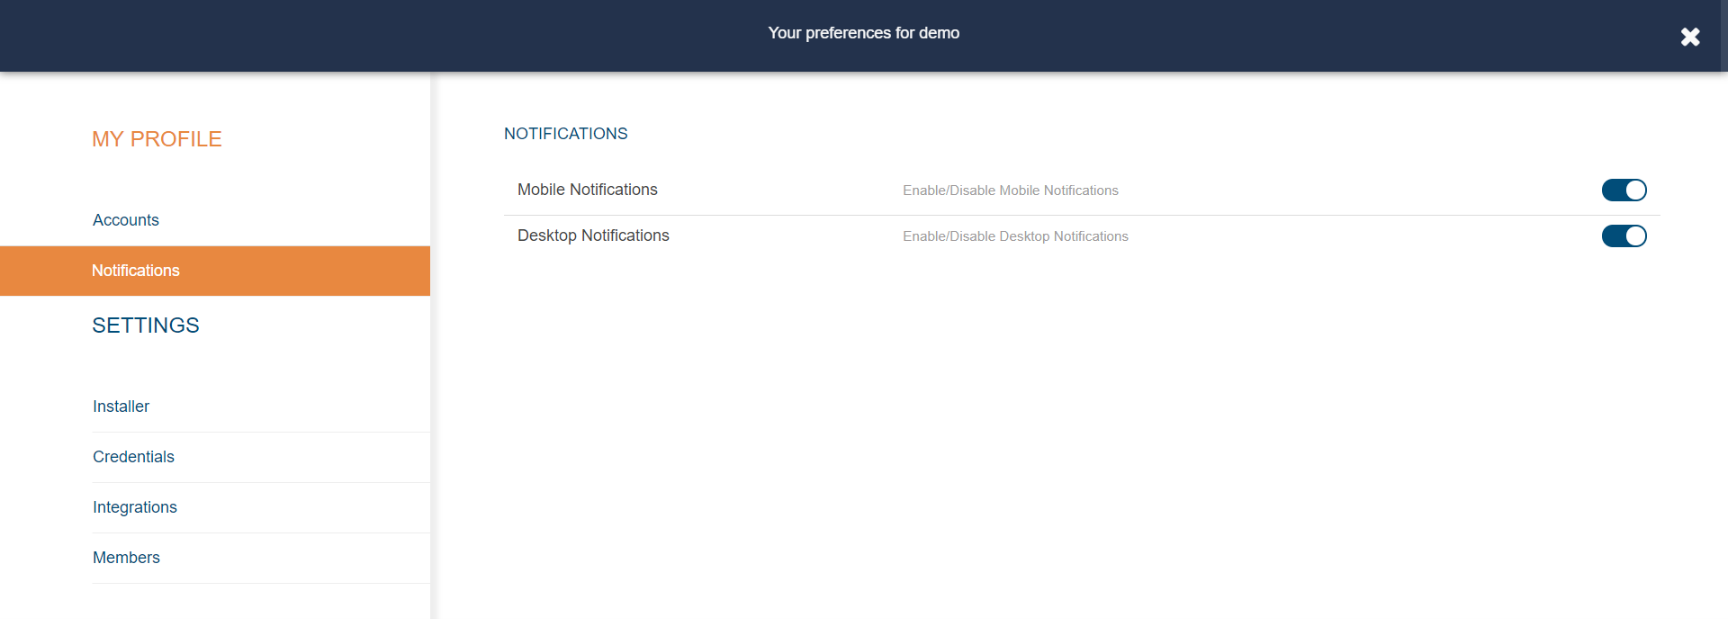 Your preferences for demo
MY PROFILE
Accounts
Notifications
SETTINGS
Installer
Credentials
Integrations
Members
NOTIFICATIONS
Mobile Notifications Enable/Disable Mobile Notifications
Desktop Notifications Enable/Disable Desktop Notifications